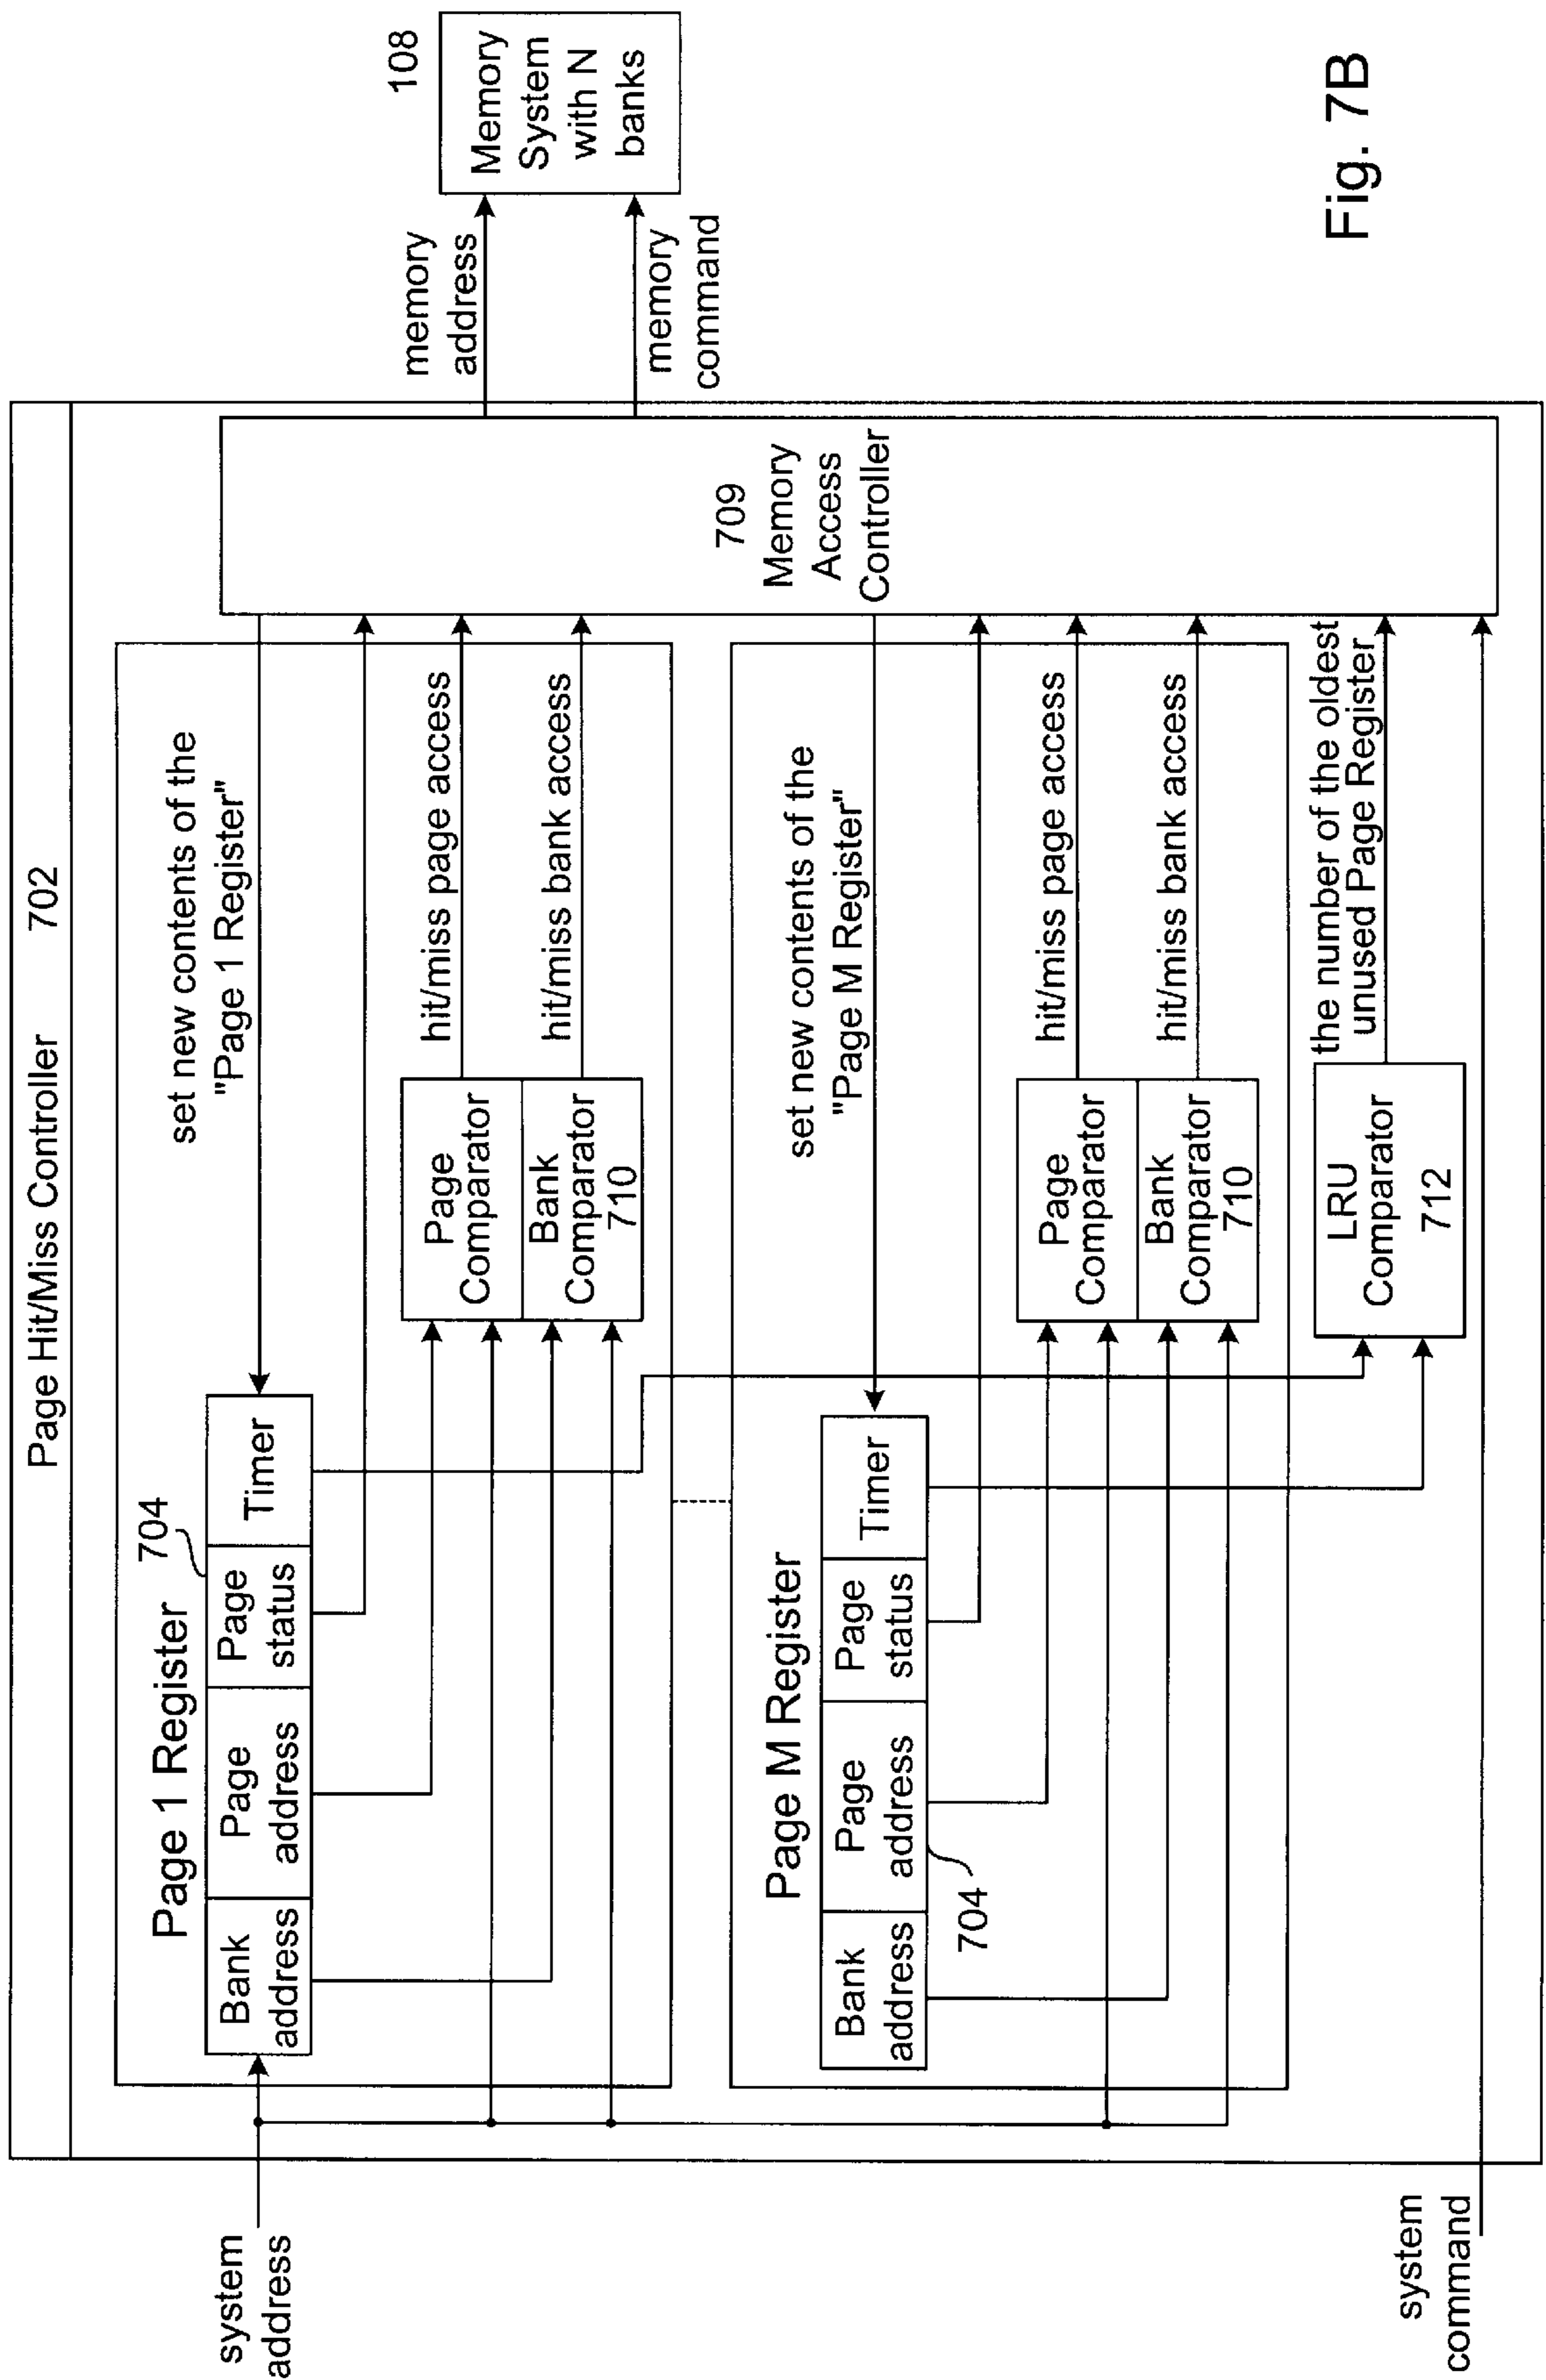 Page Hit/Miss Controller 702
system
address
Page 1 Register
704
Bank
address
Page
address
Page
status
Timer
set new contents of the
"Page 1 Register"
Page
Comparator
Bank
Comparator
710
hit/miss page access
hit/miss bank access
Page M Register
Bank
address
Page
address
Page
status
Timer
704
set new contents of the
"Page M Register"
Page
Comparator
Bank
Comparator
710
hit/miss page access
hit/miss bank access
LRU
Comparator
712
the number of the oldest
unused Page Register
system
command
709
Memory
Access
Controller
memory
address
memory
command
108
Memory
System
with N
banks
Fig. 7B